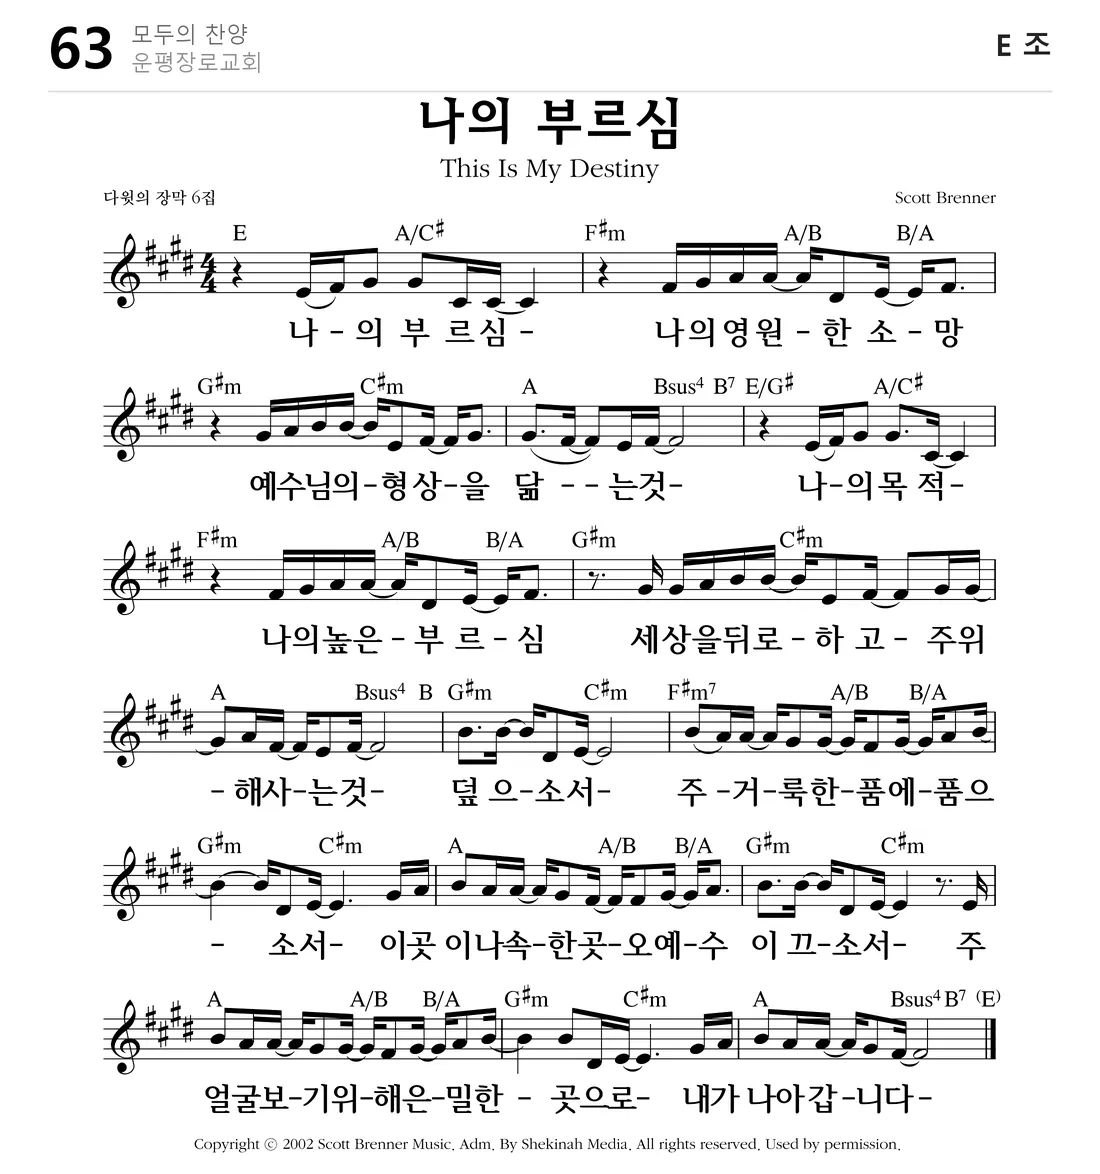 63 모두의 찬양
운평장로교회
E 조
나의 부르심
This Is My Destiny
다윗의 장막 6집
Scott Brenner
E A/C♯ F♯m A/B B/A
나 - 의 부 르 심 - 나의영원 - 한 소 - 망
G♯m C♯m A Bsus4 B7 E/G♯ A/C♯
예수님의-형상-을 닮 - - 는것- 나-의목 적-
F♯m A/B B/A G♯m C♯m
나의높은 - 부 르 - 심 세상을뒤로 - 하 고 - 주위
A Bsus4 B G♯m C♯m F♯m7 A/B B/A
- 해사-는것- 덮 으-소서- 주 -거-룩한-품에-품으
G♯m C♯m A A/B B/A G♯m C♯m
- 소서- 이곳 이나속-한곳-오예-수 이 끄-소서- 주
A A/B B/A G♯m C♯m A Bsus4 B7 (E)
얼굴보-기위-해은-밀한 - 곳으로- 내가 나아갑-니다-
Copyright ⓒ 2002 Scott Brenner Music. Adm. By Shekinah Media. All rights reserved. Used by permission.